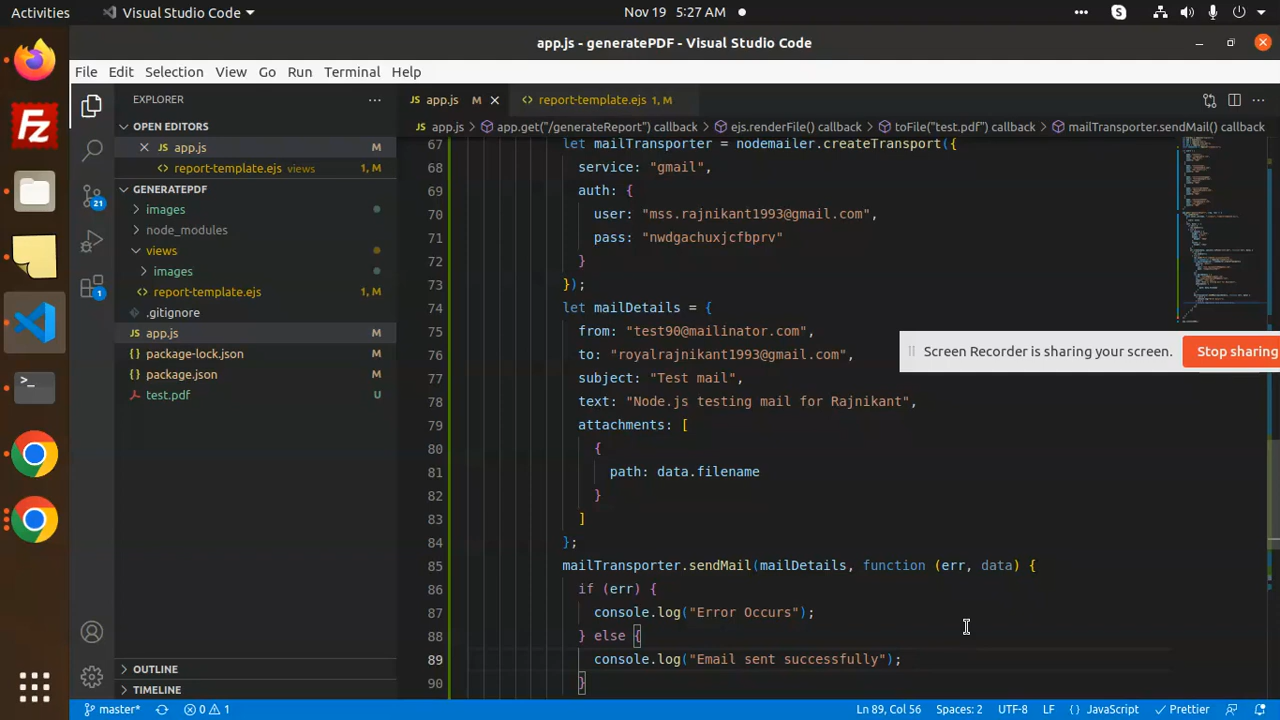 Activities Visual Studio Code Nov 19 5:27 AM
app.js - generatePDF - Visual Studio Code
File Edit Selection View Go Run Terminal Help
EXPLORER
OPEN EDITORS
app.js M
report-template.ejs views 1, M
GENERATEPDF
images
node_modules
views
images
report-template.ejs 1, M
.gitignore
app.js M
package-lock.json M
package.json M
test.pdf U
OUTLINE
TIMELINE
21
1
JS app.js M
report-template.ejs 1, M
JS app.js > app.get("/generateReport") callback > ejs.renderFile() callback > toFile("test.pdf") callback > mailTransporter.sendMail() callback
67 let mailTransporter = nodemailer.createTransport({
68 service: "gmail",
69 auth: {
70 user: "mss.rajnikant1993@gmail.com",
71 pass: "nwdgachuxjcfbprv"
72 }
73 });
74 let mailDetails = {
75 from: "test90@mailinator.com",
76 to: "royalrajnikant1993@gmail.com",
77 subject: "Test mail",
78 text: "Node.js testing mail for Rajnikant",
79 attachments: [
80 {
81 path: data.filename
82 }
83 ]
84 };
85 mailTransporter.sendMail(mailDetails, function (err, data) {
86 if (err) {
87 console.log("Error Occurs");
88 } else {
89 console.log("Email sent successfully");
90 }
Screen Recorder is sharing your screen. Stop sharing
master* 0 1 Ln 89, Col 56 Spaces: 2 UTF-8 LF { } JavaScript Prettier